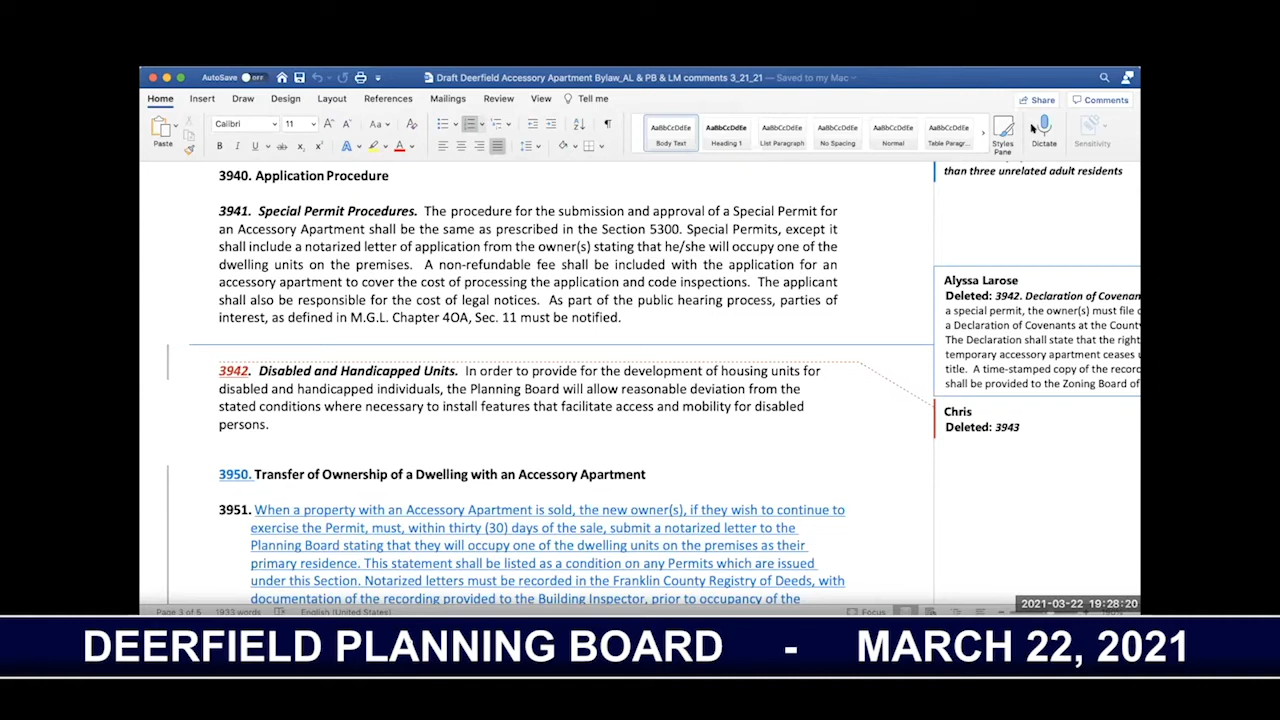 AutoSave OFF
Draft Deerfield Accessory Apartment Bylaw_AL & PB & LM comments 3_21_21 — Saved to my Mac
Home Insert Draw Design Layout References Mailings Review View Tell me Share Comments
Paste Calibri 11 Aa
B I U ab x x A
AaBbCcDdEe AaBbCcDdEe AaBbCcDdEe AaBbCcDdEe AaBbCcDdEe AaBbCcDdEe
Body Text Heading 1 List Paragraph No Spacing Normal Table Paragr...
Styles Pane Dictate Sensitivity
than three unrelated adult residents
3940. Application Procedure
3941. Special Permit Procedures. The procedure for the submission and approval of a Special Permit for
an Accessory Apartment shall be the same as prescribed in the Section 5300. Special Permits, except it
shall include a notarized letter of application from the owner(s) stating that he/she will occupy one of the
dwelling units on the premises. A non-refundable fee shall be included with the application for an
accessory apartment to cover the cost of processing the application and code inspections. The applicant
shall also be responsible for the cost of legal notices. As part of the public hearing process, parties of
interest, as defined in M.G.L. Chapter 4OA, Sec. 11 must be notified.
Alyssa Larose
Deleted: 3942. Declaration of Covenan
a special permit, the owner(s) must file
a Declaration of Covenants at the Count
The Declaration shall state that the right
temporary accessory apartment ceases
title. A time-stamped copy of the recor
shall be provided to the Zoning Board of
3942. Disabled and Handicapped Units. In order to provide for the development of housing units for
disabled and handicapped individuals, the Planning Board will allow reasonable deviation from the
stated conditions where necessary to install features that facilitate access and mobility for disabled
persons.
Chris
Deleted: 3943
3950. Transfer of Ownership of a Dwelling with an Accessory Apartment
3951. When a property with an Accessory Apartment is sold, the new owner(s), if they wish to continue to
exercise the Permit, must, within thirty (30) days of the sale, submit a notarized letter to the
Planning Board stating that they will occupy one of the dwelling units on the premises as their
primary residence. This statement shall be listed as a condition on any Permits which are issued
under this Section. Notarized letters must be recorded in the Franklin County Registry of Deeds, with
documentation of the recording provided to the Building Inspector, prior to occupancy of the
Page 3 of 5 1933 words English (United States) Focus
2021-03-22 19:28:20
DEERFIELD PLANNING BOARD - MARCH 22, 2021